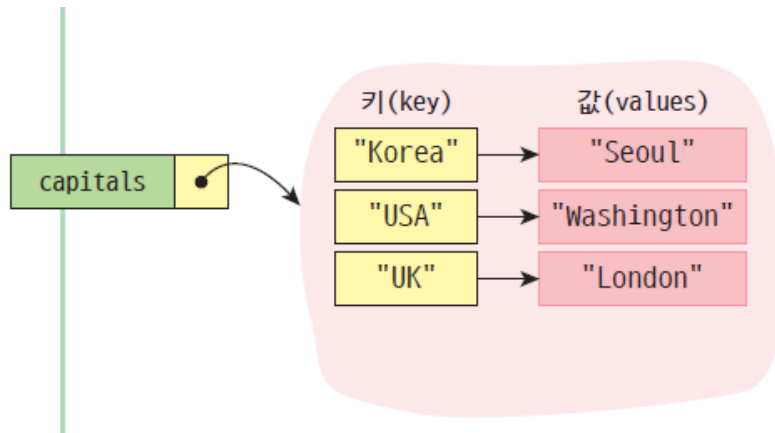 키(key) 값(values)
capitals
"Korea" "Seoul"
"USA" "Washington"
"UK" "London"